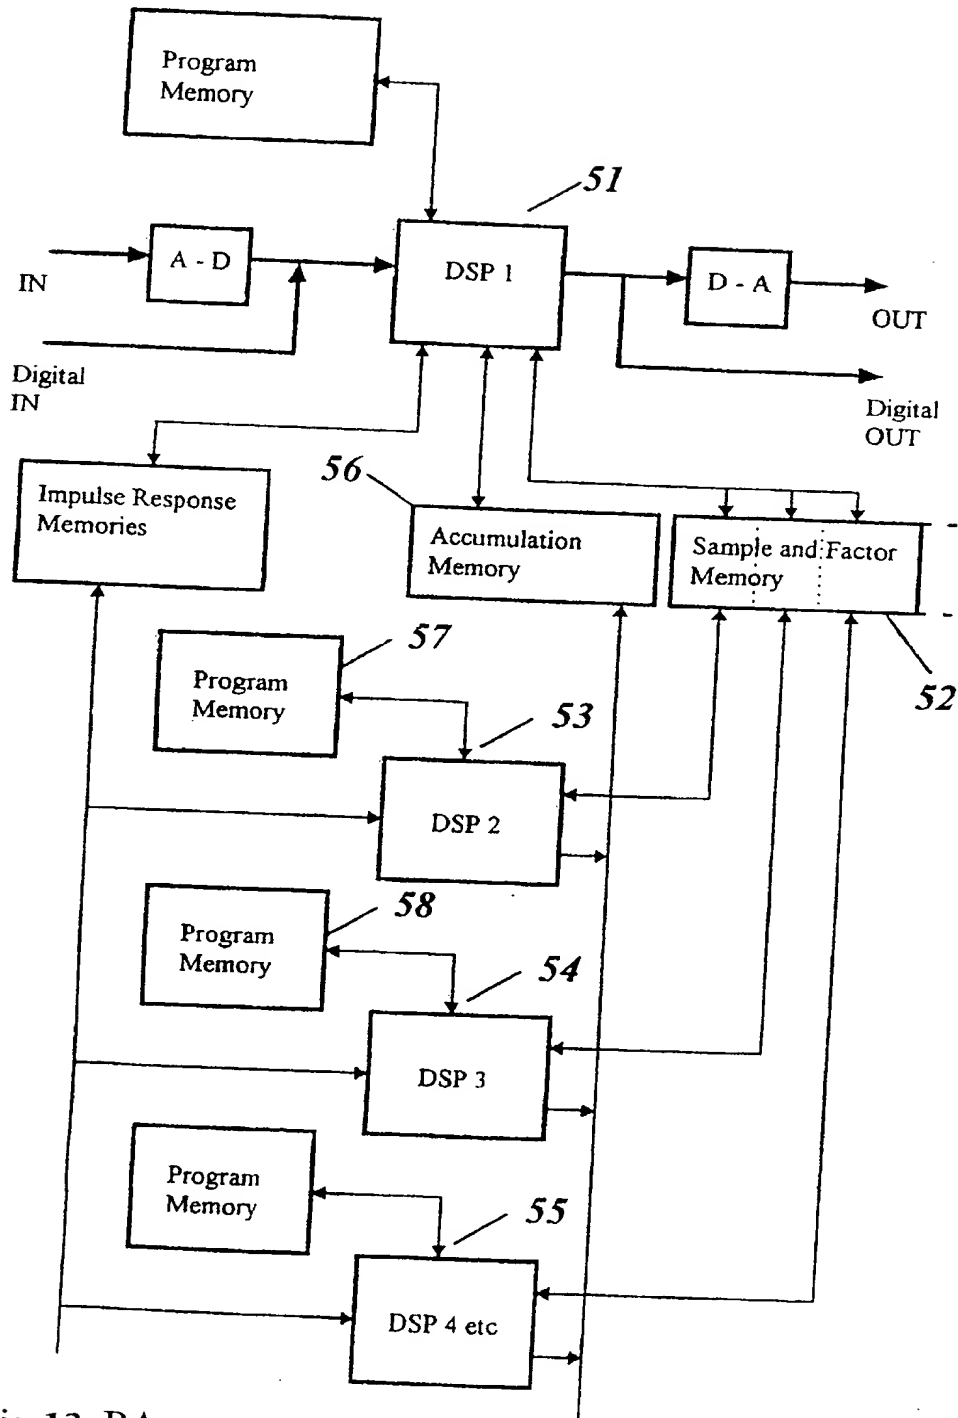 Program
Memory
51
A - D
DSP 1
D - A
IN
OUT
Digital
IN
Digital
OUT
56
Impulse Response
Memories
Accumulation
Memory
Sample and Factor
Memory
57
Program
Memory
52
53
DSP 2
58
Program
Memory
54
DSP 3
Program
Memory
55
DSP 4 etc